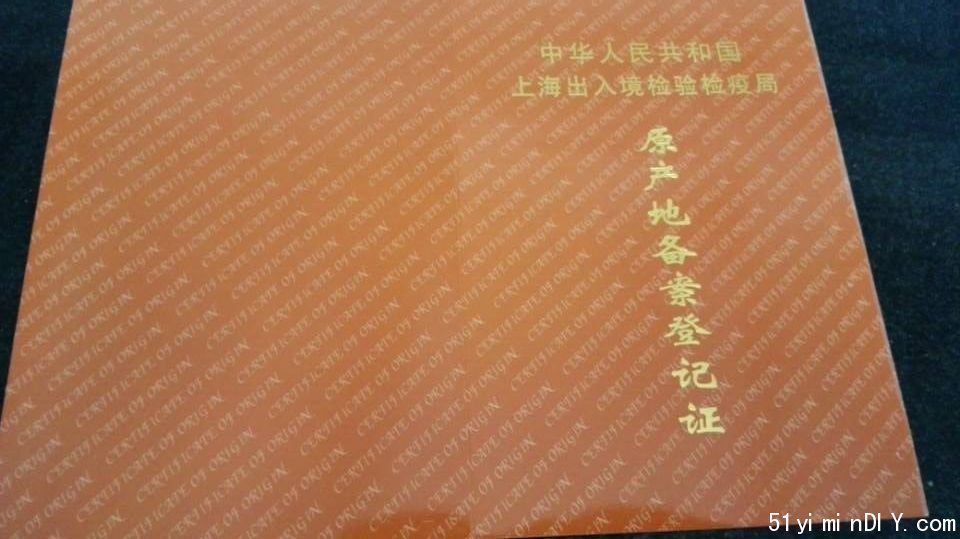 中华人民共和国
上海出入境检验检疫局
原产地备案登记证
CERTIFICATE OF ORIGIN
51yiminDIY.com